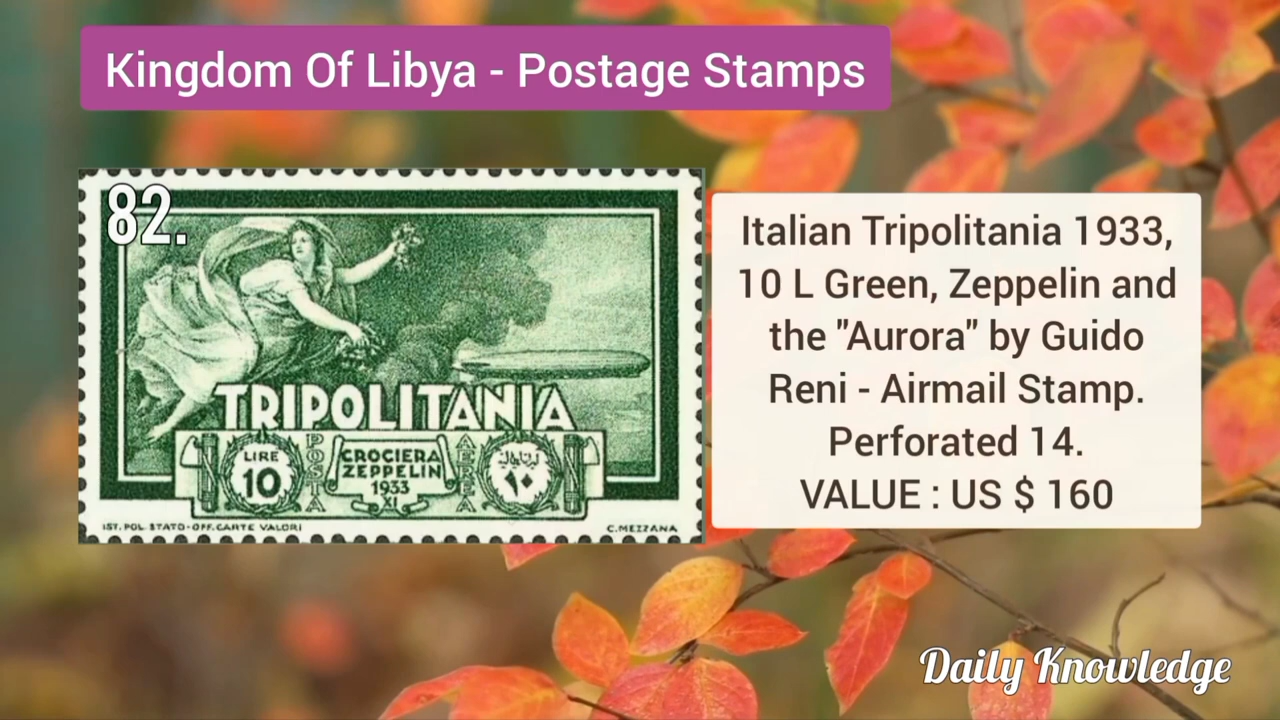 Kingdom Of Libya - Postage Stamps
82.
TRIPOLITANIA
LIRE
10
POSTA
CROCIERA
ZEPPELIN
1933
XI
AEREA
١٠
IST. POL. STATO-OFF. CARTE VALORI
C. MEZZANA
Italian Tripolitania 1933,
10 L Green, Zeppelin and
the "Aurora" by Guido
Reni - Airmail Stamp.
Perforated 14.
VALUE : US $ 160
Daily Knowledge